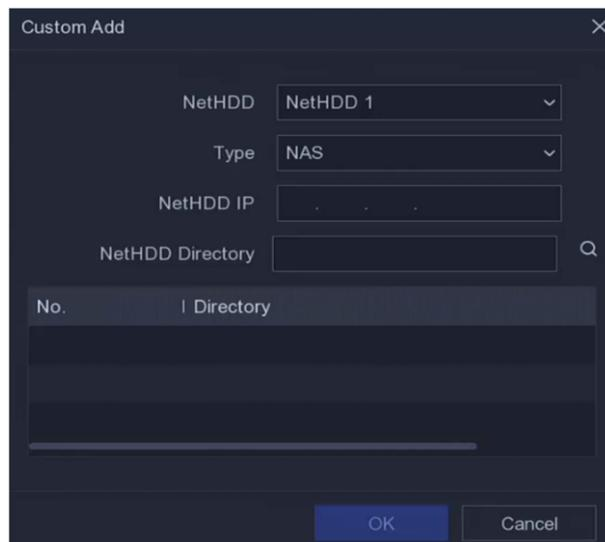 Custom Add
NetHDD NetHDD 1
Type NAS
NetHDD IP . . .
NetHDD Directory
No. Directory
OK Cancel